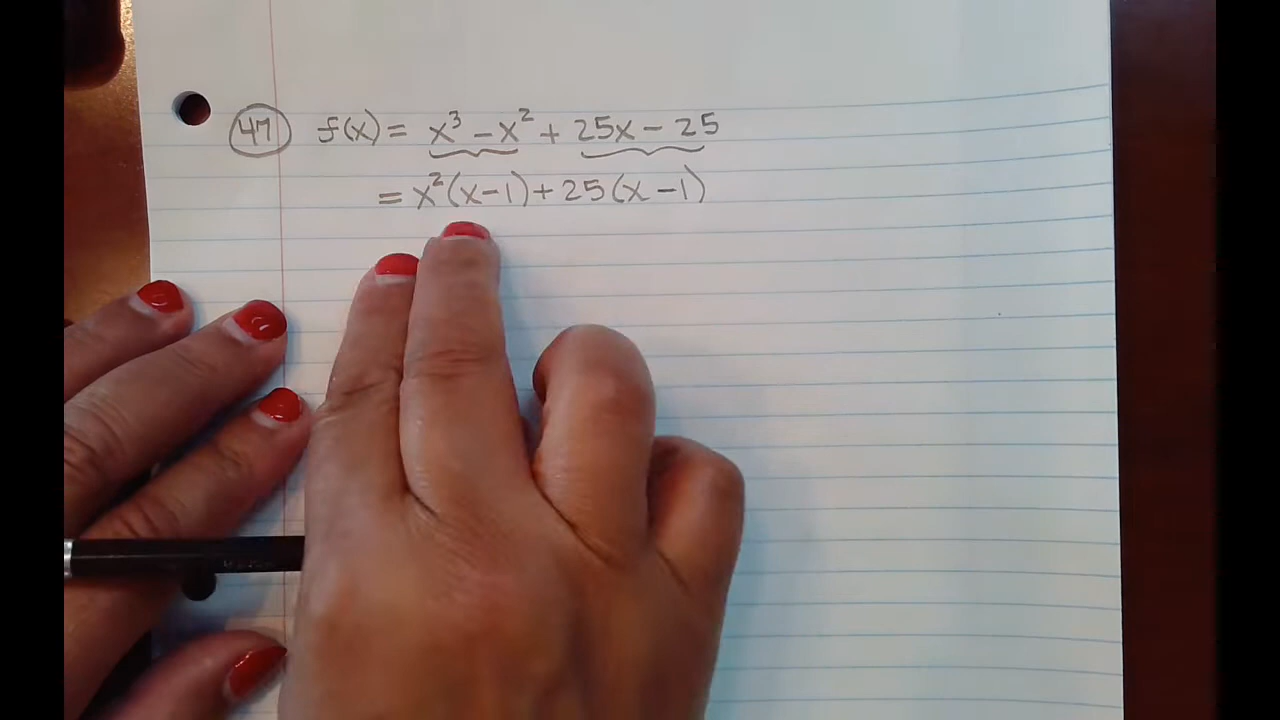 47 f(x) = x³ - x² + 25x - 25
= x²(x-1) + 25(x-1)